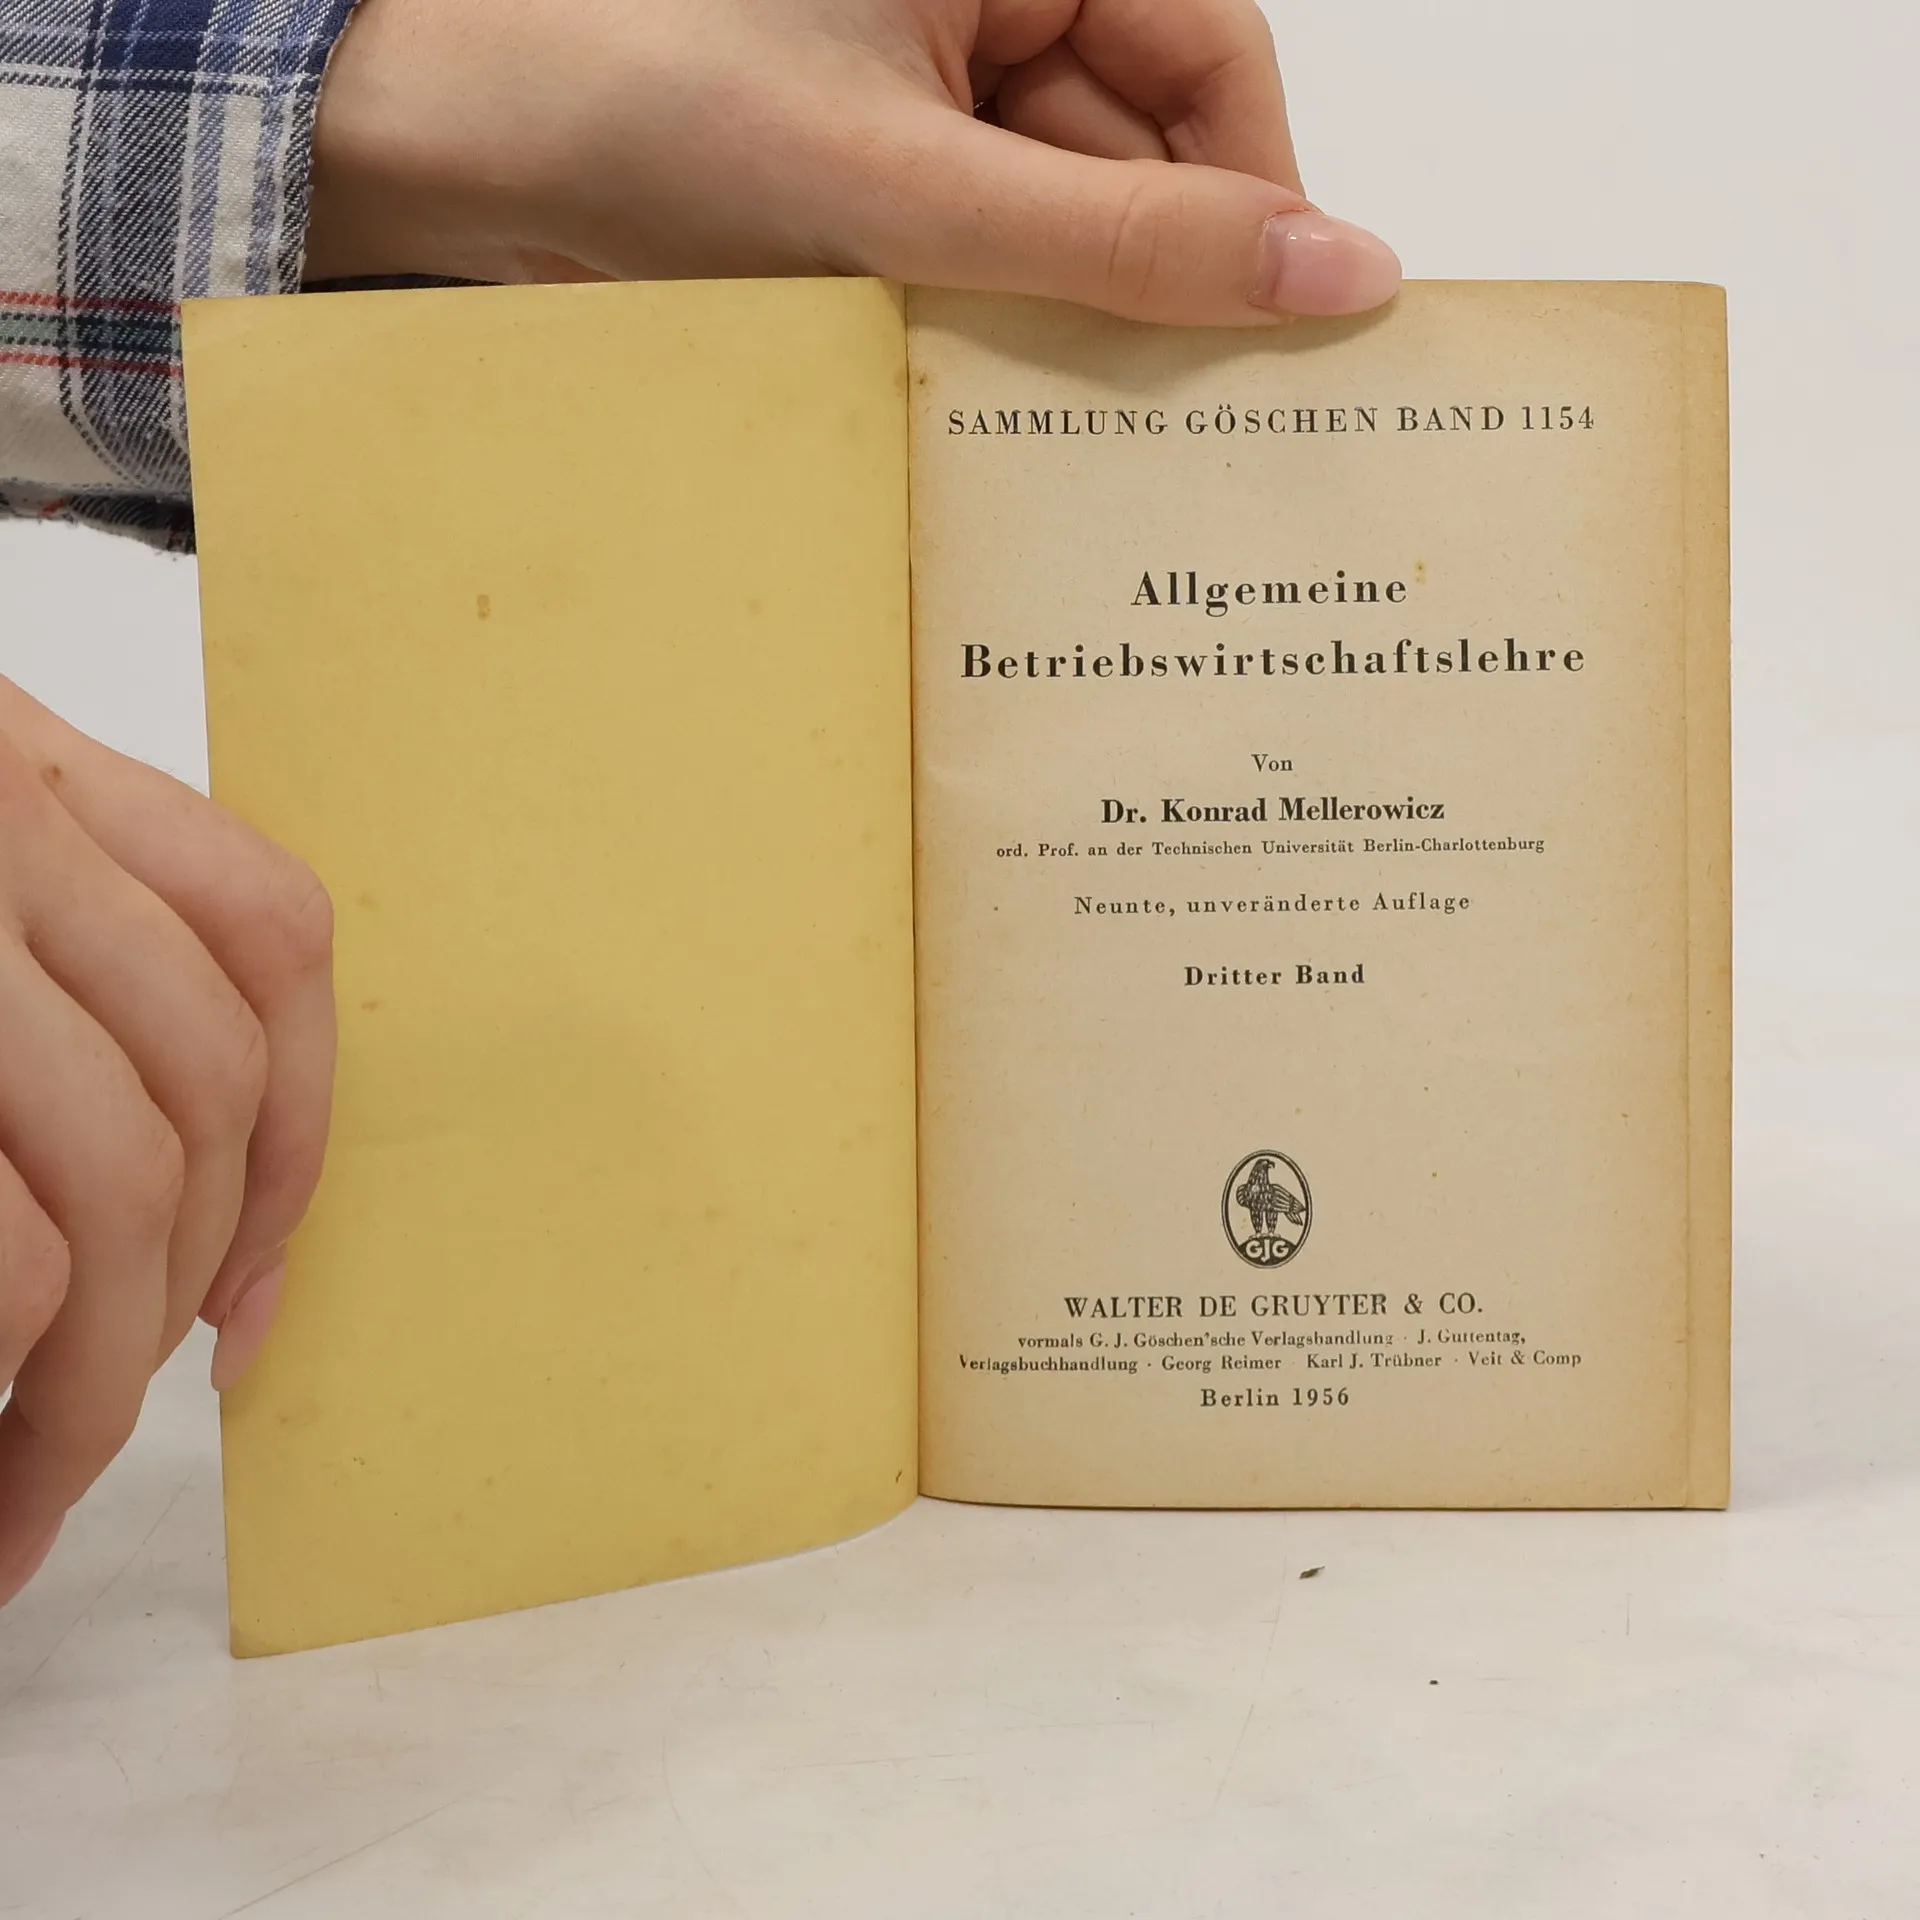 SAMMLUNG GÖSCHEN BAND 1154
Allgemeine
Betriebswirtschaftslehre
Von
Dr. Konrad Mellerowicz
ord. Prof. an der Technischen Universität Berlin-Charlottenburg
Neunte, unveränderte Auflage
Dritter Band
GJG
WALTER DE GRUYTER & CO.
vormals G. J. Göschen'sche Verlagshandlung · J. Guttentag,
Verlagsbuchhandlung · Georg Reimer · Karl J. Trübner · Veit & Comp
Berlin 1956